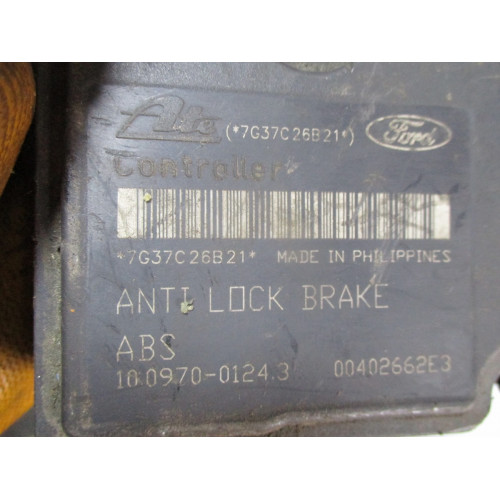 Ate (*7G37C26B21*) Ford
Controller
*7G37C26B21* MADE IN PHILIPPINES
ANTI LOCK BRAKE
ABS
10.0970-0124.3 00402662E3